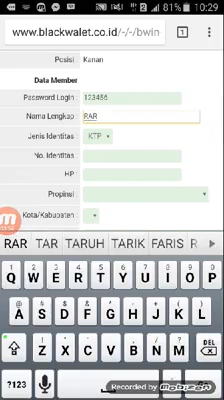 81% 10:29
www.blackwalet.co.id/-/-/bwin
1
Posisi : Kanan
Data Member
Password Login : 123456
Nama Lengkap : RAR
Jenis Identitas : KTP
No. Identitas :
HP :
Propinsi :
Kota/Kabupaten :
RAR TAR TARUH TARIK FARIS R
Q W E R T Y U I O P
A S D F G H J K L
Z X C V B N M DEL
?123
Recorded by Mobizen